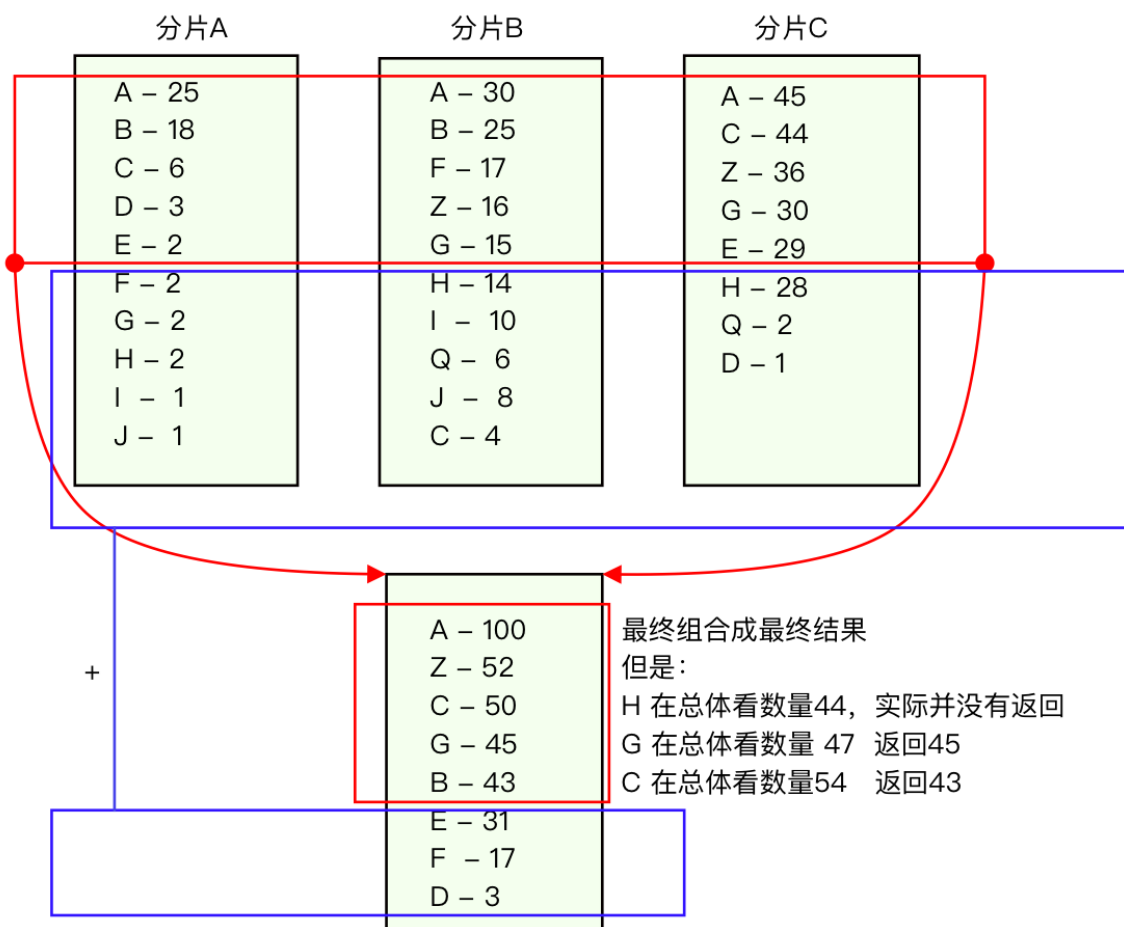 分片A
A – 25
B – 18
C – 6
D – 3
E – 2
F – 2
G – 2
H – 2
I – 1
J – 1
分片B
A – 30
B – 25
F – 17
Z – 16
G – 15
H – 14
I – 10
Q – 6
J – 8
C – 4
分片C
A – 45
C – 44
Z – 36
G – 30
E – 29
H – 28
Q – 2
D – 1
+
A – 100
Z – 52
C – 50
G – 45
B – 43
E – 31
F – 17
D – 3
最终组合成最终结果
但是：
H 在总体看数量44，实际并没有返回
G 在总体看数量 47 返回45
C 在总体看数量54 返回43